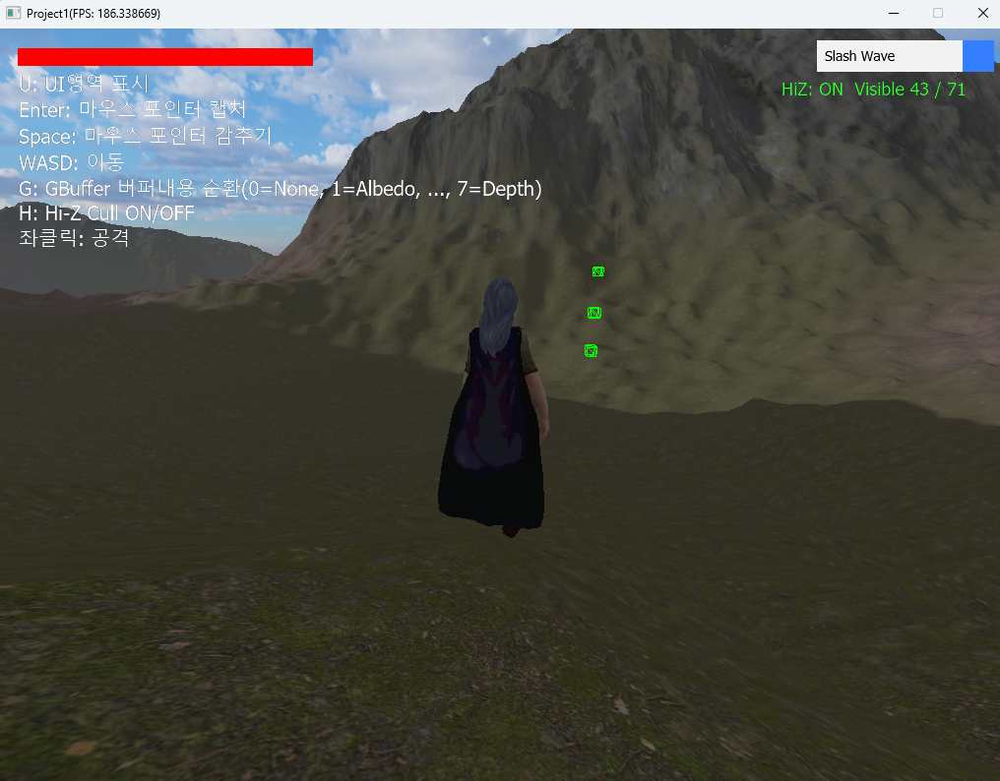 Project1(FPS: 186.338669)
Slash Wave
HiZ: ON  Visible 43 / 71
U: UI영역 표시
Enter: 마우스 포인터 캡처
Space: 마우스 포인터 감추기
WASD: 이동
G: GBuffer 버퍼내용 순환(0=None, 1=Albedo, ..., 7=Depth)
H: Hi-Z Cull ON/OFF
좌클릭: 공격